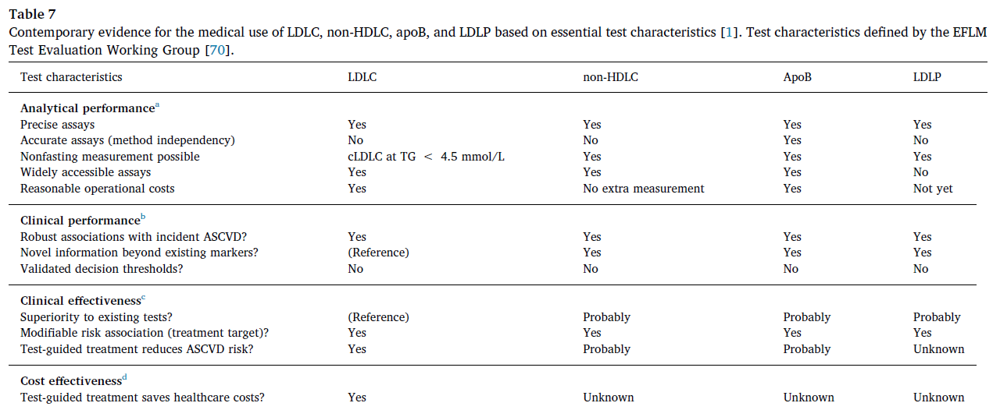 Table 7
Contemporary evidence for the medical use of LDLC, non-HDLC, apoB, and LDLP based on essential test characteristics [1]. Test characteristics defined by the EFLM
Test Evaluation Working Group [70].
Test characteristics LDLC non-HDLC ApoB LDLP
Analytical performanceᵃ
Precise assays Yes Yes Yes Yes
Accurate assays (method independency) No No Yes No
Nonfasting measurement possible cLDLC at TG < 4.5 mmol/L Yes Yes Yes
Widely accessible assays Yes Yes Yes No
Reasonable operational costs Yes No extra measurement Yes Not yet
Clinical performanceᵇ
Robust associations with incident ASCVD? Yes Yes Yes Yes
Novel information beyond existing markers? (Reference) Yes Yes Yes
Validated decision thresholds? No No No No
Clinical effectivenessᶜ
Superiority to existing tests? (Reference) Probably Probably Probably
Modifiable risk association (treatment target)? Yes Yes Yes Yes
Test-guided treatment reduces ASCVD risk? Yes Probably Probably Unknown
Cost effectivenessᵈ
Test-guided treatment saves healthcare costs? Yes Unknown Unknown Unknown